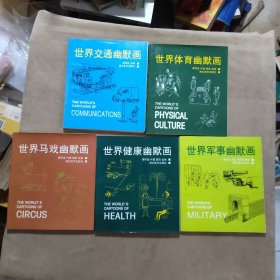 世界交通幽默画
THE WORLD'S
CARTOONS OF
COMMUNICATIONS
世界体育幽默画
THE WORLD'S
CARTOONS OF
PHYSICAL
CULTURE
世界马戏幽默画
THE WORLD'S
CARTOONS OF
CIRCUS
世界健康幽默画
THE WORLD'S
CARTOONS OF
HEALTH
世界军事幽默画
THE WORLD'S
CARTOONS OF
MILITARY